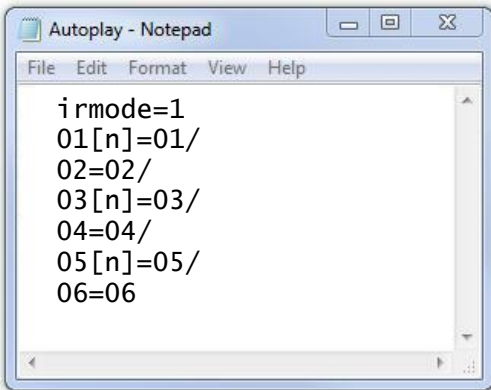 Autoplay - Notepad
File Edit Format View Help
irmode=1
01[n]=01/
02=02/
03[n]=03/
04=04/
05[n]=05/
06=06